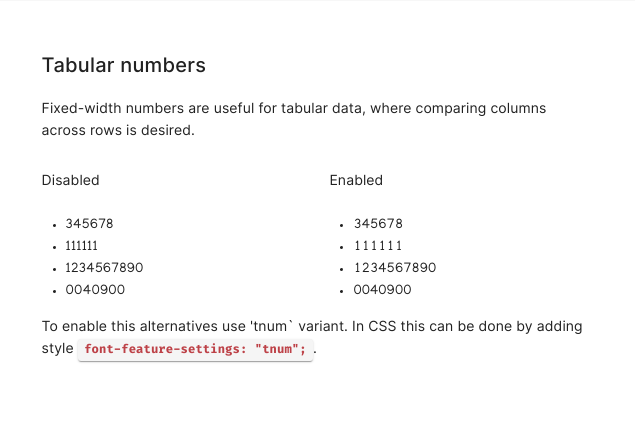 Tabular numbers
Fixed-width numbers are useful for tabular data, where comparing columns
across rows is desired.
Disabled
• 345678
• 111111
• 1234567890
• 0040900
Enabled
• 345678
• 111111
• 1234567890
• 0040900
To enable this alternatives use 'tnum` variant. In CSS this can be done by adding
style font-feature-settings: "tnum"; .